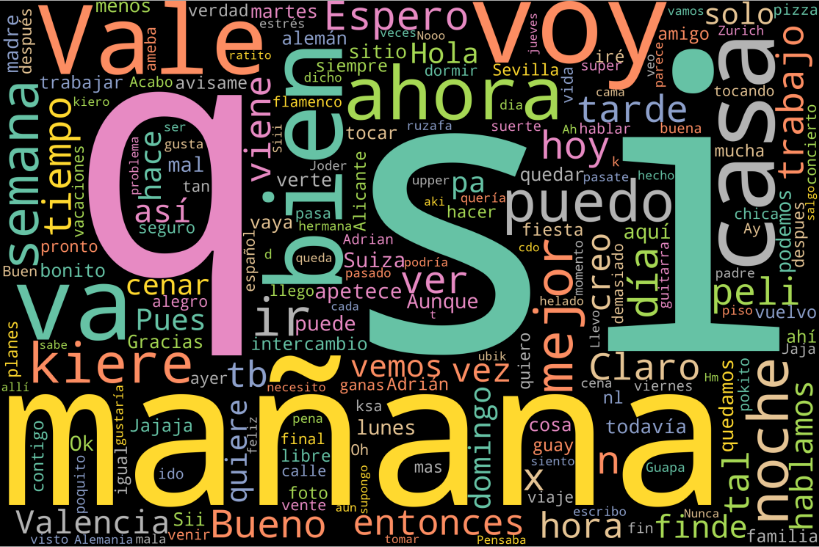 menos
verdad
martes
Espero
solo
pizza
madre
después
Vale
ameba
estrés
ratito
alemán
sitio
Hola
veces
Nooo
voy
vamos
jueves
super
iré
amigo
Zurich
parece
veo
trabajar
avisame
Acabo
siempre
dicho
dormir
Sevilla
vida
cama
tocando
kiero
flamenco
ahora
dia
tarde
casa
trabajo
concierto
semana
tiempo
vacaciones
q
problema
ser
gusta
hace
viene
bien
Siii
tocar
ruzafa
suerte
Ah
hablar
buena
mucha
mal
tan
así
seguro
Joder
verte
Alicante
sí
hoy
k
quedar
pasate
hecho
upper
pa
quería
aki
hacer
puedo
chica
salgo
podemos
despues
pronto
español
vaya
pasa
hermana
Adrian
fiesta
aquí
Ay
Buen
bonito
cenar
d
queda
Suiza
podría
pasado
ver
cdo
mejor
momento
creo
demasiado
día
guitarra
padre
alegro
llego
apetece
cada
Aunque
t
helado
Llevo
peli
piso
vuelvo
va
Pues
Gracias
ir
puede
intercambio
ahí
Jaja
planes
sabe
kiere
ayer
tb
necesito
vemos
ganas
Adrián
vez
ubik
quiero
cena
Claro
viernes
Hm
pokito
allí
mañana
noche
hablamos
contigo
Ok
poquito
Jajaja
igual
gustaría
ido
quiere
feliz
pena
final
libre
calle
foto
vente
ksa
lunes
Oh
mas
aún
supongo
domingo
cosa
guay
x
viaje
siento
nl
n
todavía
Guapa
quedamos
tal
Valencia
Sii
venir
Bueno
entonces
hora
escribo
fin
finde
Nunca
familia
visto
Alemania
mala
tomar
Pensaba